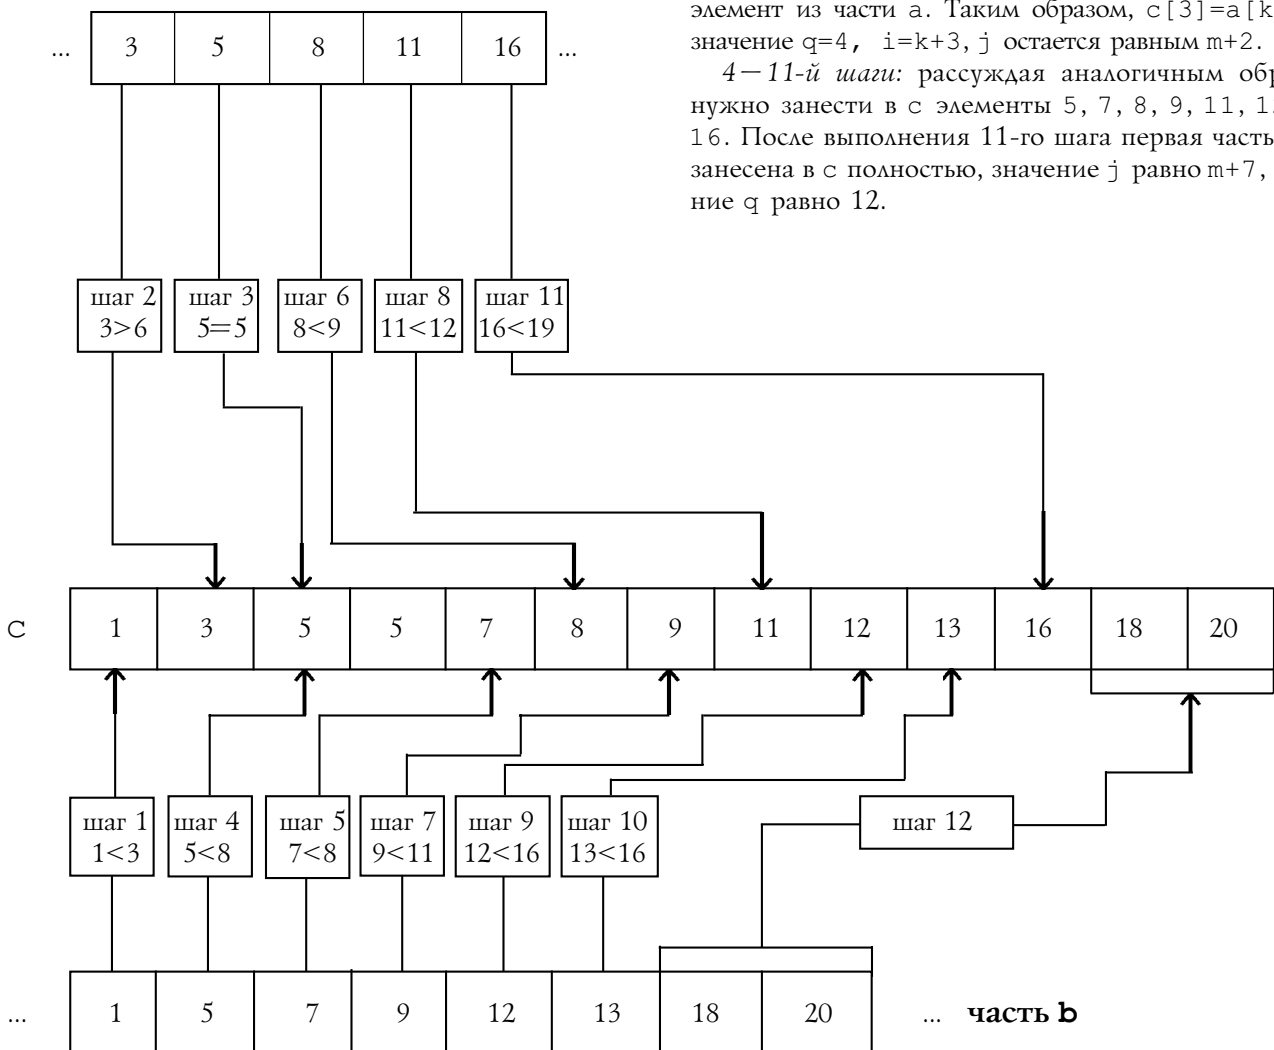 элемент из части a. Таким образом, c[3]=a[k
значение q=4, i=k+3, j остается равным m+2.
4—11-й шаги: рассуждая аналогичным обр
нужно занести в c элементы 5, 7, 8, 9, 11, 1
16. После выполнения 11-го шага первая часть
занесена в c полностью, значение j равно m+7,
ние q равно 12.
... 3 5 8 11 16 ...
шаг 2 шаг 3 шаг 6 шаг 8 шаг 11
3>6 5=5 8<9 11<12 16<19
C 1 3 5 5 7 8 9 11 12 13 16 18 20
шаг 1 шаг 4 шаг 5 шаг 7 шаг 9 шаг 10 шаг 12
1<3 5<8 7<8 9<11 12<16 13<16
... 1 5 7 9 12 13 18 20 ... часть b